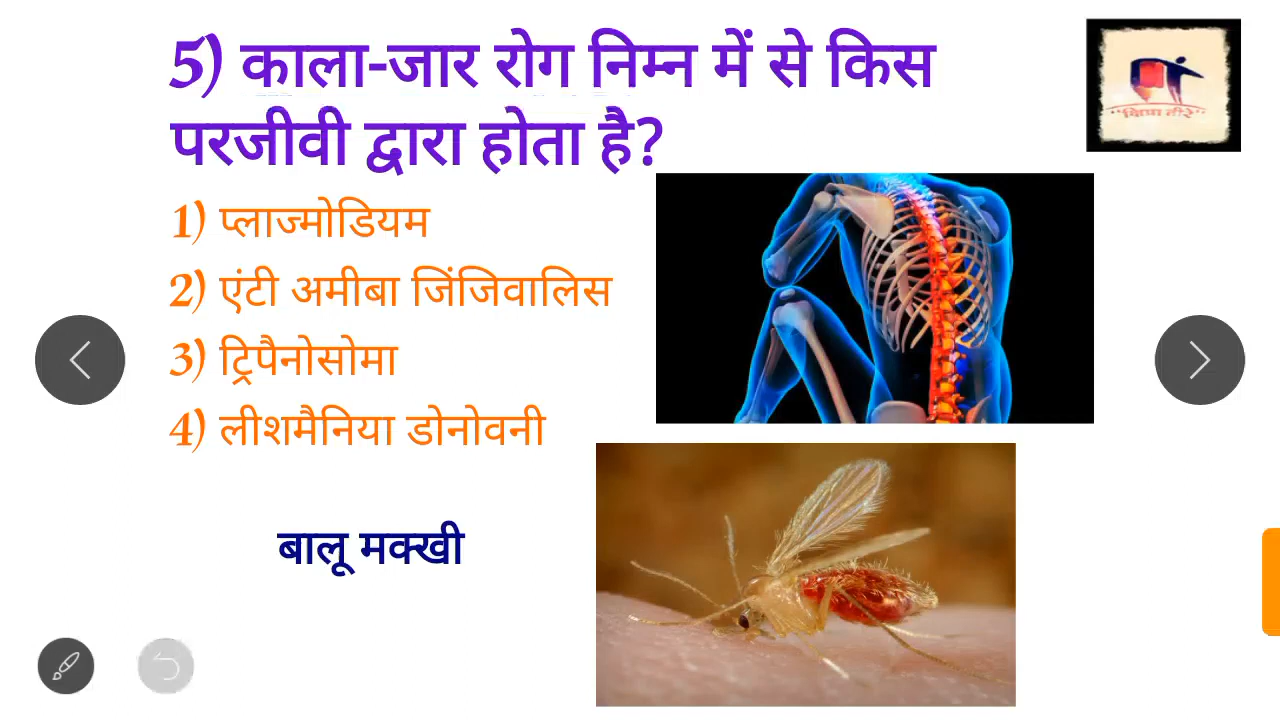 5) काला-जार रोग निम्न में से किस
परजीवी द्वारा होता है?
1) प्लाज्मोडियम
2) एंटी अमीबा जिंजिवालिस
3) ट्रिपैनोसोमा
4) लीशमैनिया डोनोवनी
बालू मक्खी